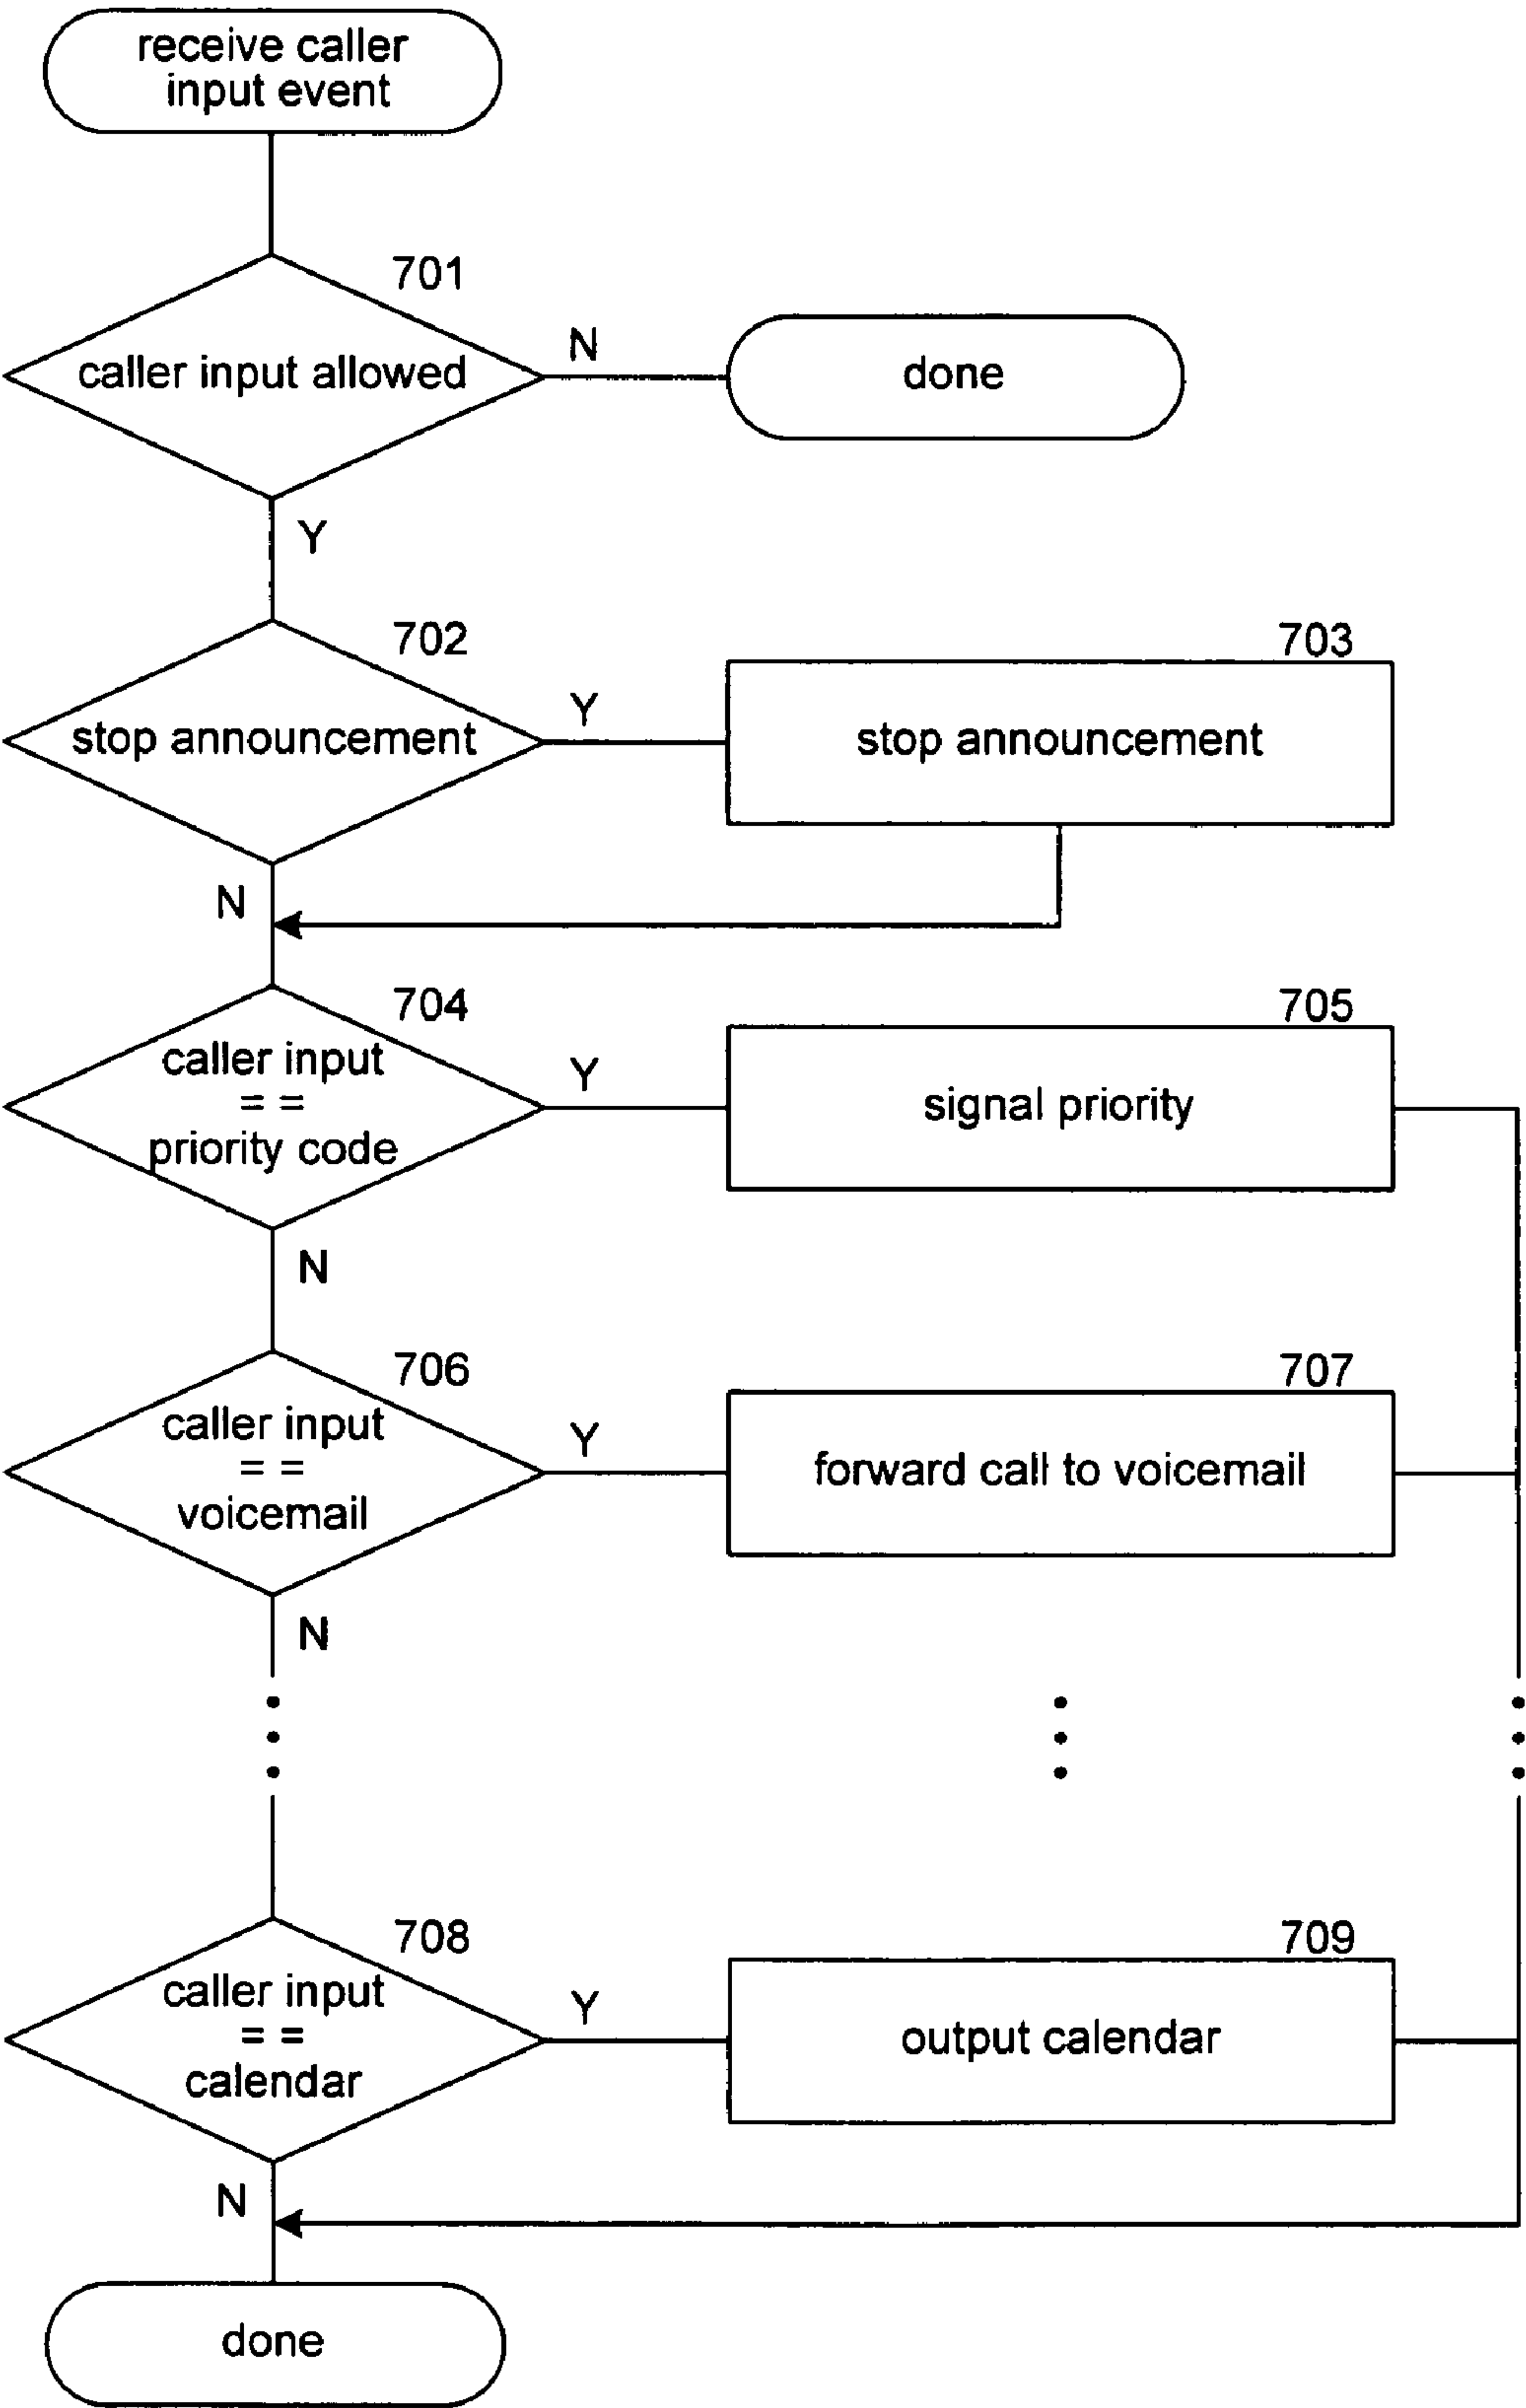 receive caller
input event
701
caller input allowed
N
done
Y
702
stop announcement
Y
703
stop announcement
N
704
caller input
= =
priority code
Y
705
signal priority
N
706
caller input
= =
voicemail
Y
707
forward call to voicemail
N
708
caller input
= =
calendar
Y
709
output calendar
N
done